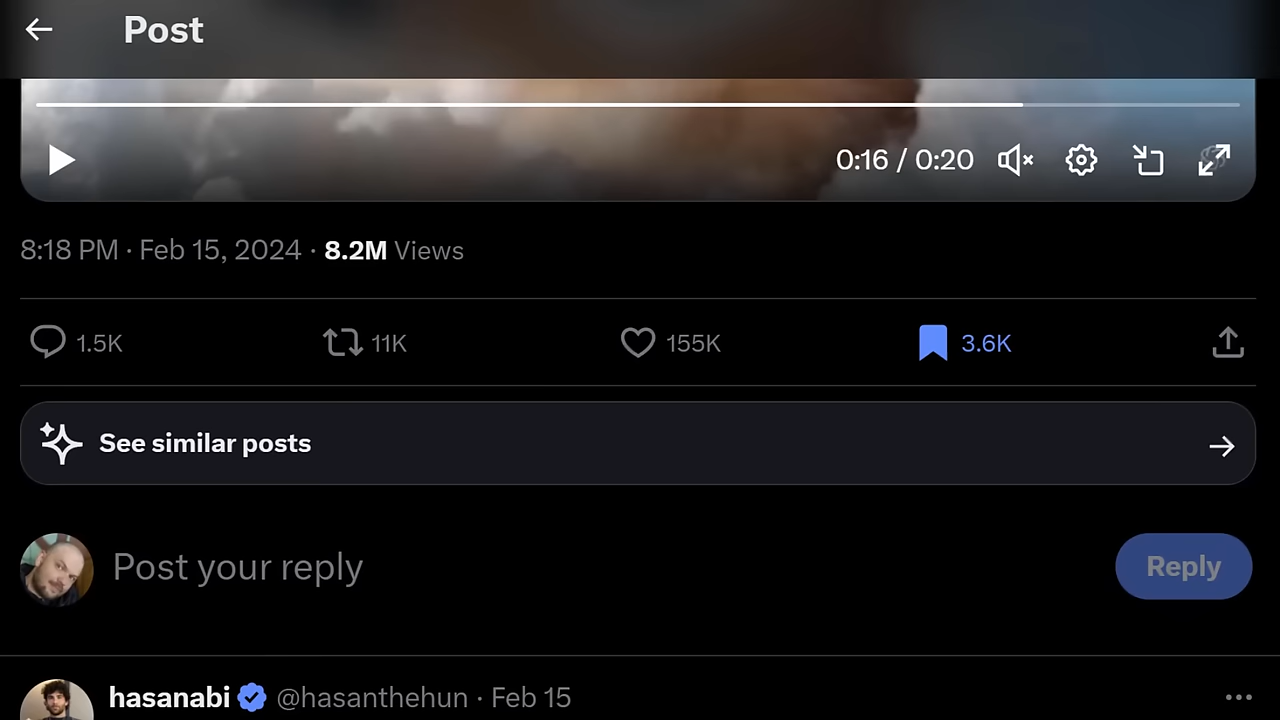 Post
0:16 / 0:20
8:18 PM · Feb 15, 2024 · 8.2M Views
1.5K 11K 155K 3.6K
See similar posts
Post your reply Reply
hasanabi @hasanthehun · Feb 15